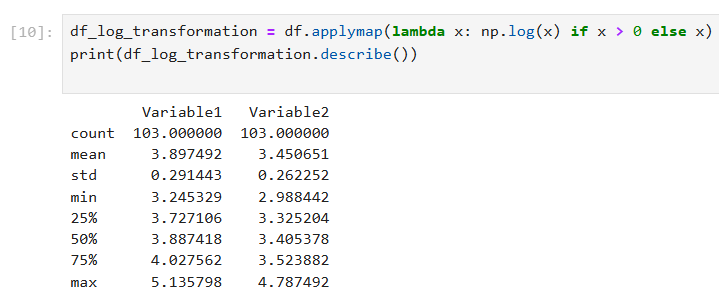 [10]: df_log_transformation = df.applymap(lambda x: np.log(x) if x > 0 else x)
print(df_log_transformation.describe())
Variable1 Variable2
count 103.000000 103.000000
mean 3.897492 3.450651
std 0.291443 0.262252
min 3.245329 2.988442
25% 3.727106 3.325204
50% 3.887418 3.405378
75% 4.027562 3.523882
max 5.135798 4.787492